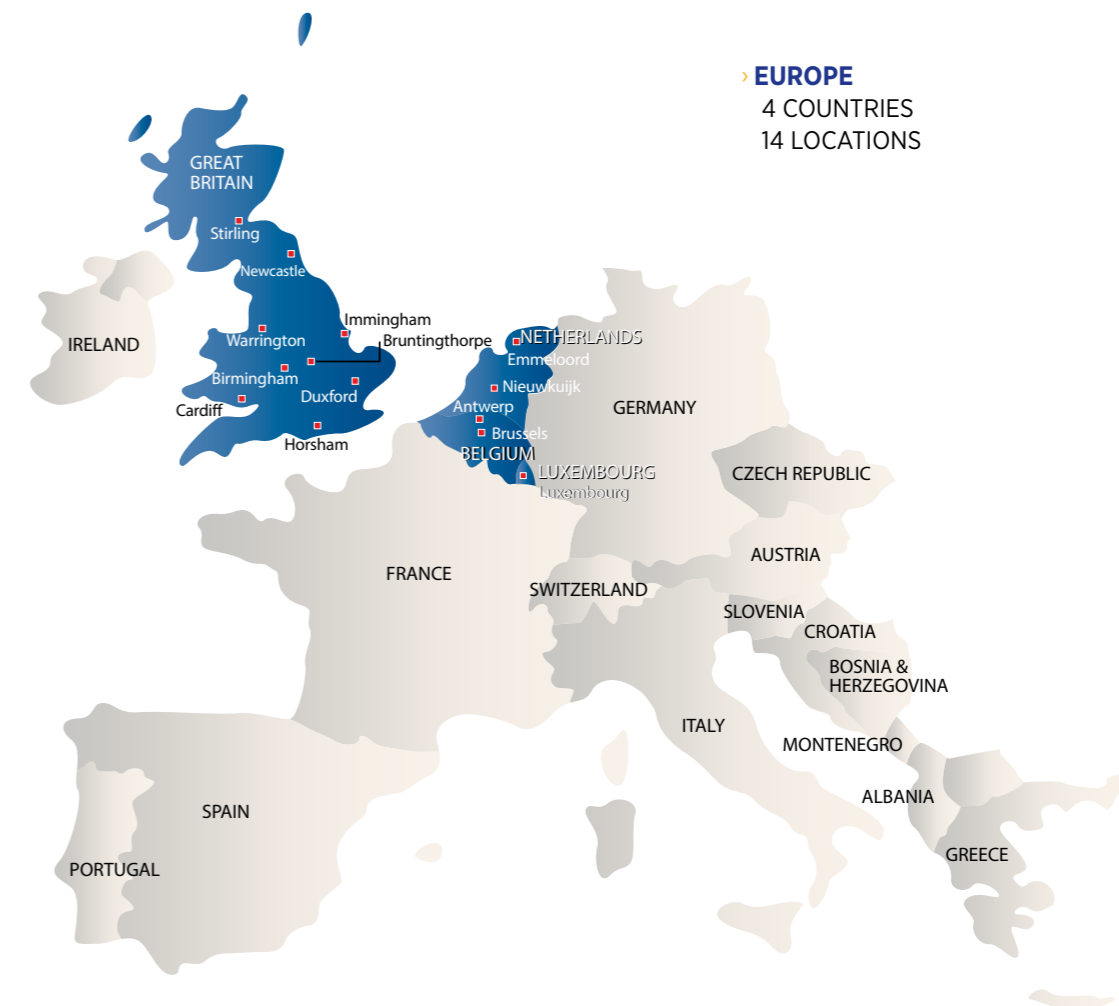 › EUROPE
4 COUNTRIES
14 LOCATIONS
GREAT
BRITAIN
Stirling
Newcastle
Immingham
Bruntingthorpe
Warrington
Birmingham
Duxford
Cardiff
Horsham
IRELAND
NETHERLANDS
Emmeloord
Nieuwkuijk
Antwerp
Brussels
BELGIUM
LUXEMBOURG
Luxembourg
GERMANY
CZECH REPUBLIC
AUSTRIA
FRANCE
SWITZERLAND
SLOVENIA
CROATIA
BOSNIA &
HERZEGOVINA
ITALY
MONTENEGRO
ALBANIA
SPAIN
GREECE
PORTUGAL